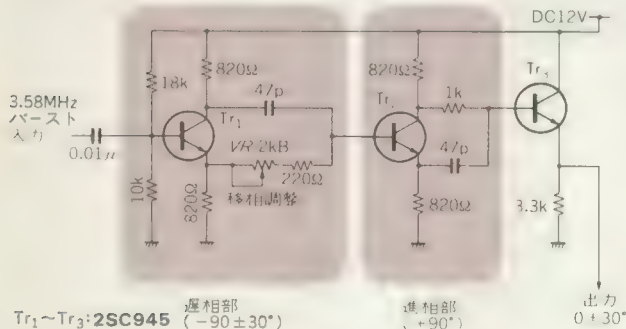 DC12V
820Ω
18k
47p
Tr₁
3.58MHz
バースト
入力
0.01μ
VR 2kB
220Ω
移相調整
10k
820Ω
820Ω
1k
Tr₃
Tr
47p
820Ω
3.3k
Tr₁~Tr₃:2SC945
遅相部
(-90±30°)
進相部
(+90°)
出力
0±30°